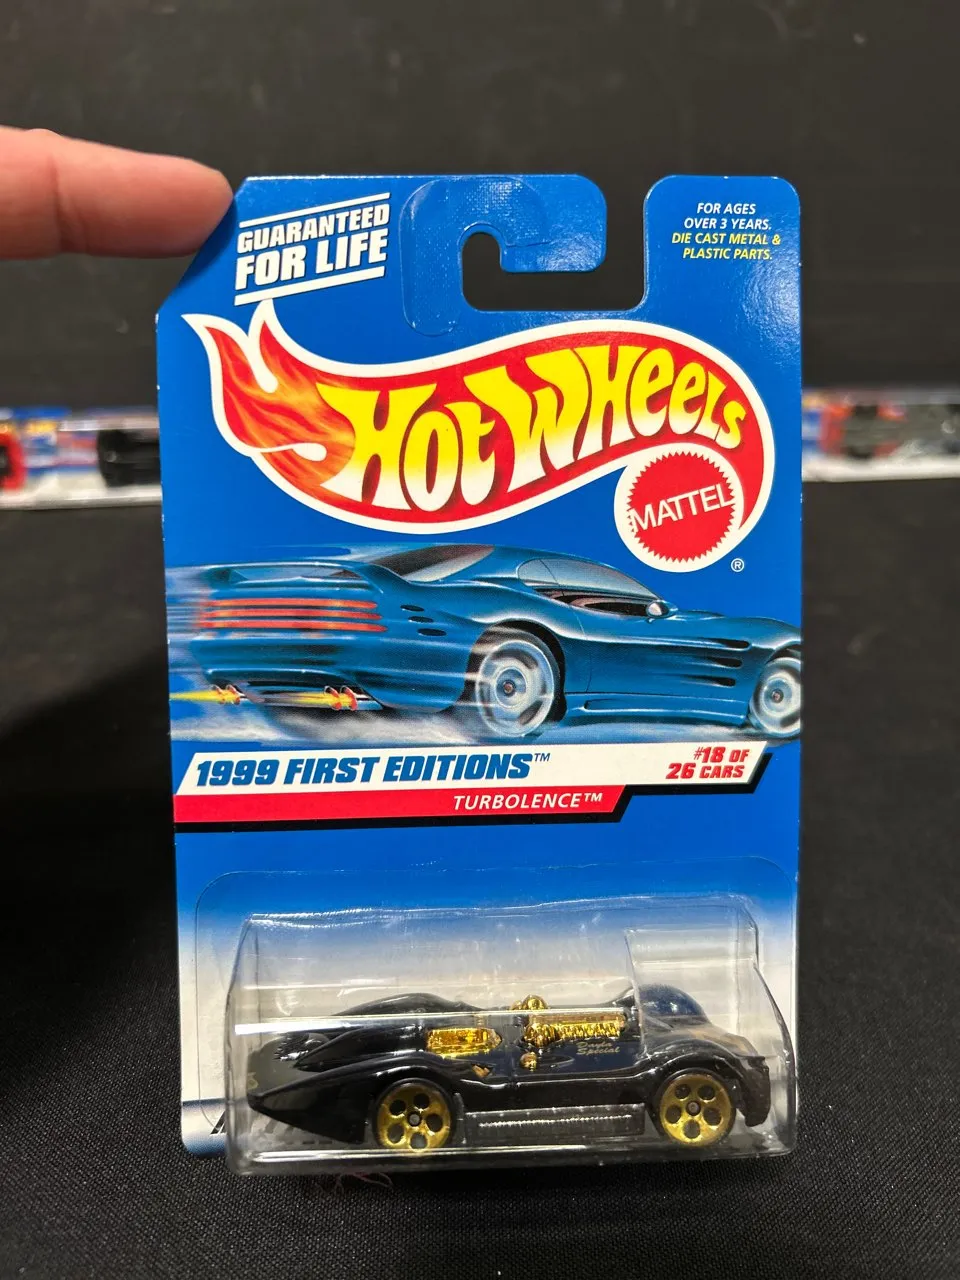 GUARANTEED
FOR LIFE
FOR AGES
OVER 3 YEARS.
DIE CAST METAL &
PLASTIC PARTS.
HOT WHEELS
MATTEL
®
1999 FIRST EDITIONS™
#18 OF
26 CARS
TURBOLENCE™
Special